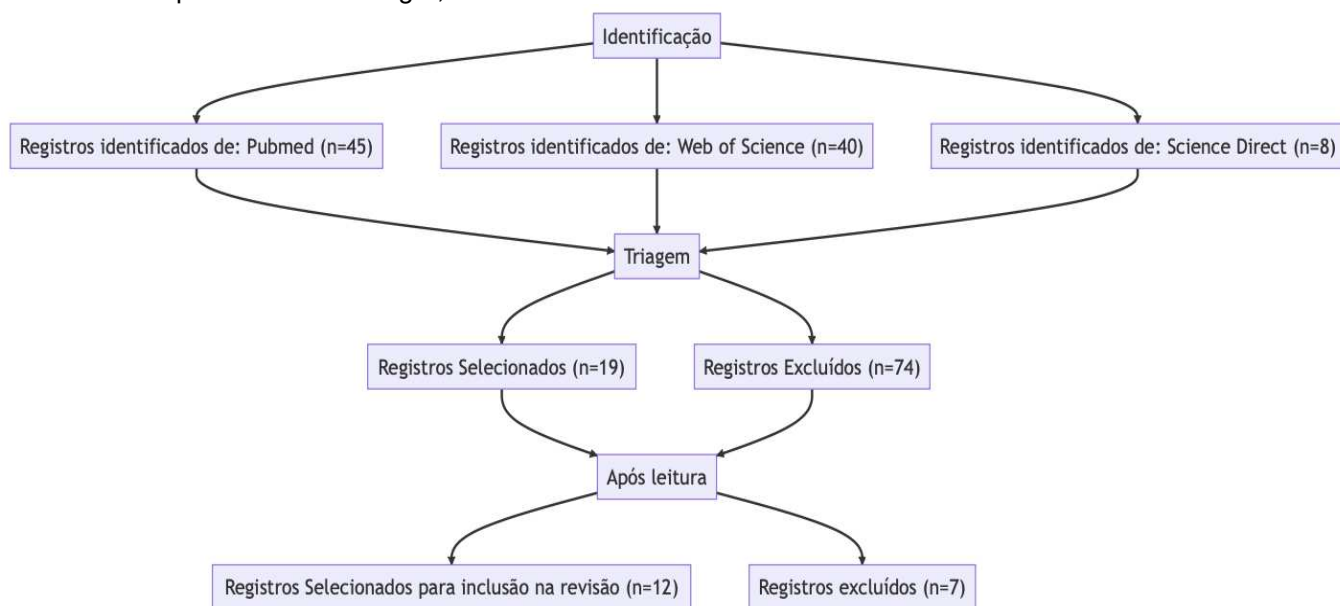 Identificação
Registros identificados de: Pubmed (n=45)
Registros identificados de: Web of Science (n=40)
Registros identificados de: Science Direct (n=8)
Triagem
Registros Selecionados (n=19)
Registros Excluídos (n=74)
Após leitura
Registros Selecionados para inclusão na revisão (n=12)
Registros excluídos (n=7)